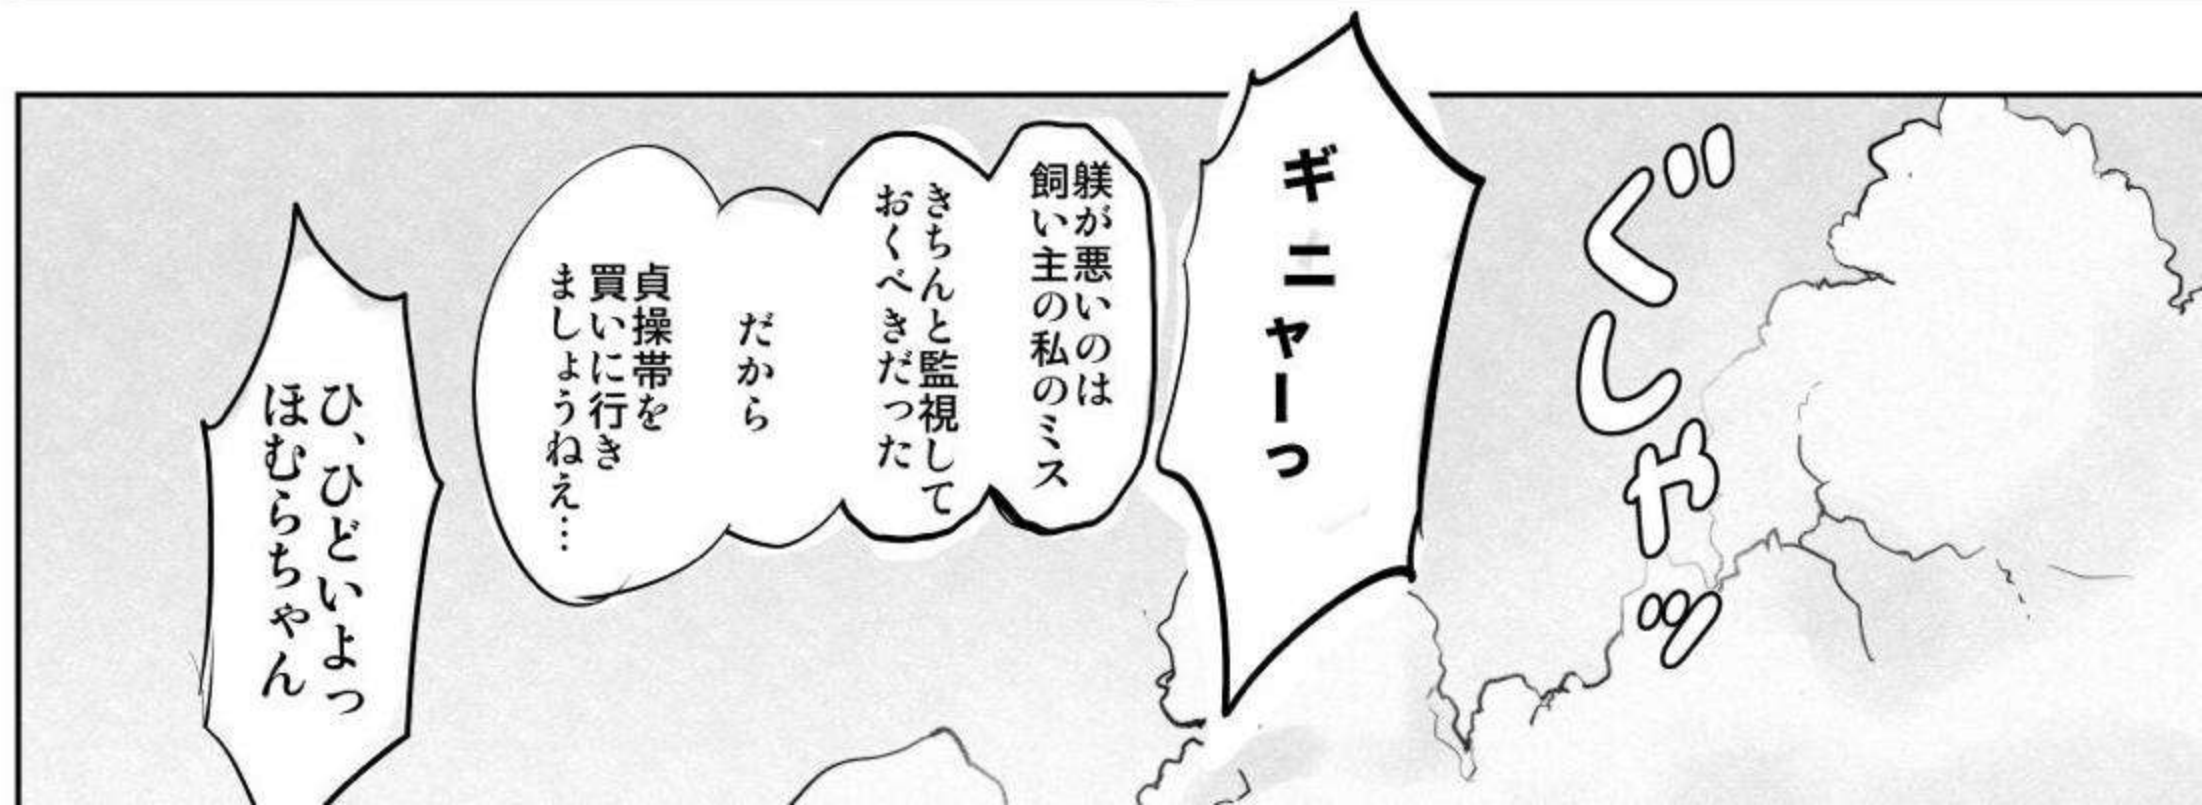 ぐしゃッ
ギニャーっ
躾が悪いのは
飼い主の私のミス
きちんと監視して
おくべきだった
だから
貞操帯を
買いに行き
ましょうねえ…
ひ、ひどいよっ
ほむらちゃん